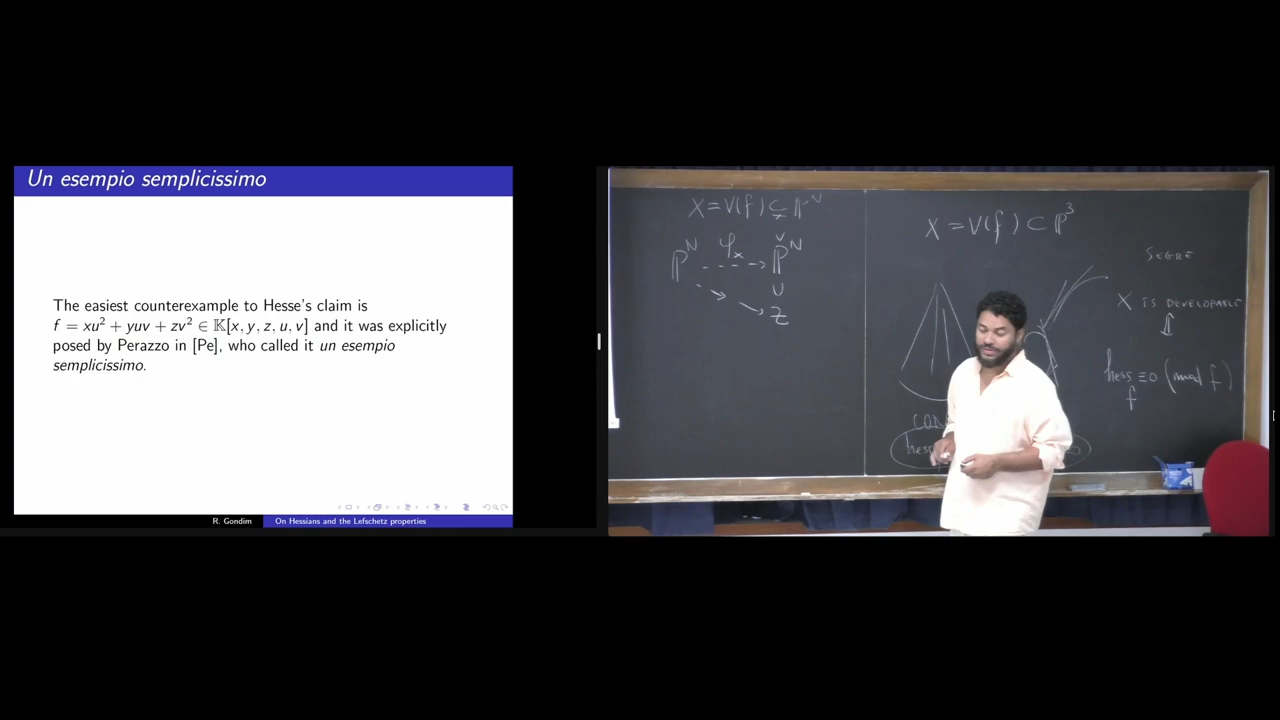 Un esempio semplicissimo
The easiest counterexample to Hesse's claim is
f = xu² + yuv + zv² ∈ 𝕂[x, y, z, u, v] and it was explicitly
posed by Perazzo in [Pe], who called it un esempio
semplicissimo.
R. Gondim
On Hessians and the Lefschetz properties
X = V(f) ⊊ ℙᴺ
ℙᴺ ⇢ φₓ ℙ̌ᴺ
∪
Z
X = V(f) ⊂ ℙ³
SEGRE
X IS DEVELOPABLE
⇕
hess_f ≡ 0 (mod f)
CON
hess